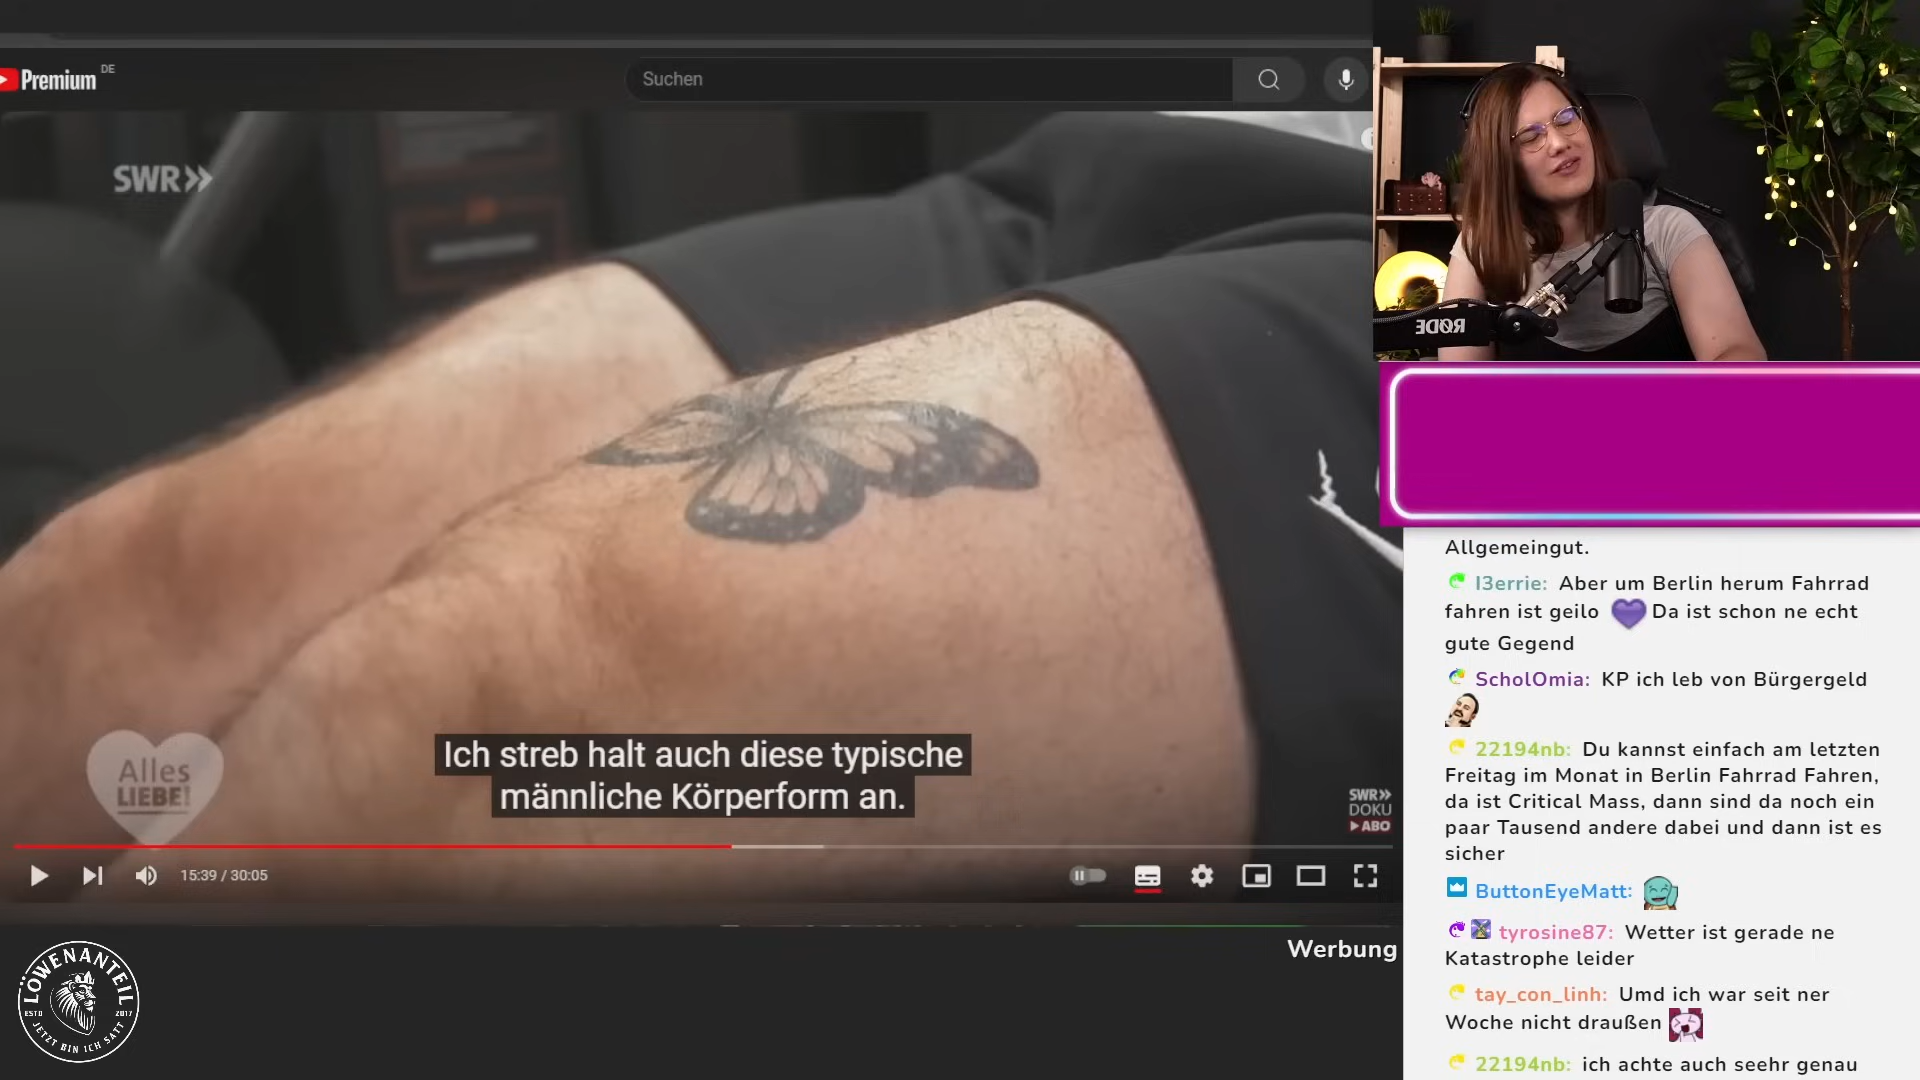 Premium DE
Suchen
SWR»
Ich streb halt auch diese typische
männliche Körperform an.
Alles
LIEBE!
SWR»
DOKU
ABO
15:39 / 30:05
Werbung
LÖWENANTEIL
ESTD 2017
JETZT BIN ICH SATT
RØDE
Allgemeingut.
l3errie: Aber um Berlin herum Fahrrad
fahren ist geilo 💜 Da ist schon ne echt
gute Gegend
ScholOmia: KP ich leb von Bürgergeld
22194nb: Du kannst einfach am letzten
Freitag im Monat in Berlin Fahrrad Fahren,
da ist Critical Mass, dann sind da noch ein
paar Tausend andere dabei und dann ist es
sicher
ButtonEyeMatt:
tyrosine87: Wetter ist gerade ne
Katastrophe leider
tay_con_linh: Umd ich war seit ner
Woche nicht draußen
22194nb: ich achte auch seehr genau